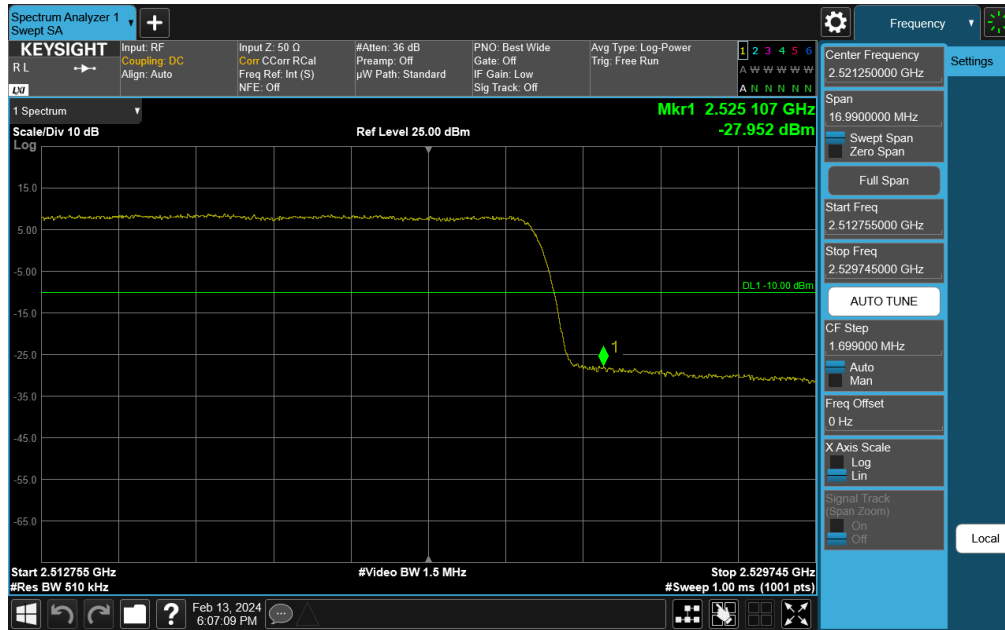 Spectrum Analyzer 1
Swept SA
Frequency
KEYSIGHT
R L
LXI
Input: RF
Coupling: DC
Align: Auto
Input Z: 50 Ω
Corr CCorr RCal
Freq Ref: Int (S)
NFE: Off
#Atten: 36 dB
Preamp: Off
µW Path: Standard
PNO: Best Wide
Gate: Off
IF Gain: Low
Sig Track: Off
Avg Type: Log-Power
Trig: Free Run
1 2 3 4 5 6
A W W W W W
A N N N N N
1 Spectrum
Scale/Div 10 dB
Log
Ref Level 25.00 dBm
Mkr1 2.525 107 GHz
-27.952 dBm
15.0
5.00
-5.00
-15.0
-25.0
-35.0
-45.0
-55.0
-65.0
DL1 -10.00 dBm
1
Start 2.512755 GHz
#Res BW 510 kHz
#Video BW 1.5 MHz
Stop 2.529745 GHz
#Sweep 1.00 ms (1001 pts)
Center Frequency
2.521250000 GHz
Span
16.9900000 MHz
Swept Span
Zero Span
Full Span
Start Freq
2.512755000 GHz
Stop Freq
2.529745000 GHz
AUTO TUNE
CF Step
1.699000 MHz
Auto
Man
Freq Offset
0 Hz
X Axis Scale
Log
Lin
Signal Track
(Span Zoom)
On
Off
Settings
Local
?
Feb 13, 2024
6:07:09 PM